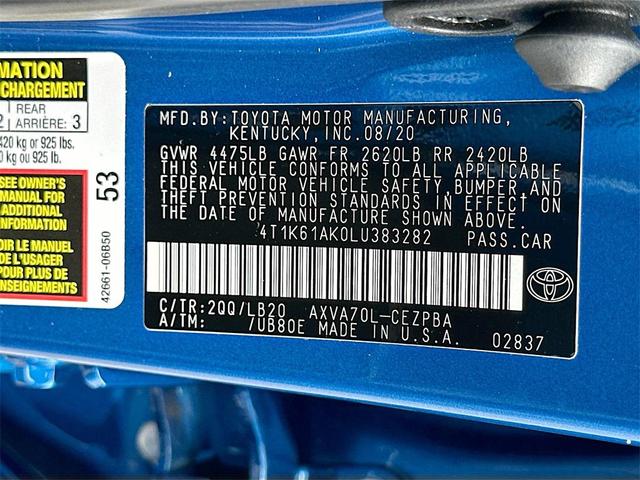 MATION
CHARGEMENT
REAR
2 ARRIÈRE: 3
420 kg or 925 lbs.
kg ou 925 lb.
SEE OWNER'S
MANUAL FOR
ADDITIONAL
INFORMATION
VOIR LE MANUEL
DE L'USAGER
POUR PLUS DE
RENSEIGNEMENTS
53
42661-06B50
MFD.BY:TOYOTA MOTOR MANUFACTURING,
KENTUCKY,INC.08/20
GVWR 4475LB GAWR FR 2620LB RR 2420LB
THIS VEHICLE CONFORMS TO ALL APPLICABLE
FEDERAL MOTOR VEHICLE SAFETY,BUMPER,AND
THEFT PREVENTION STANDARDS IN EFFECT ON
THE DATE OF MANUFACTURE SHOWN ABOVE.
4T1K61AK0LU383282 PASS.CAR
C/TR:2QQ/LB20 AXVA70L-CEZPBA
A/TM: /UB80E MADE IN U.S.A. 02837